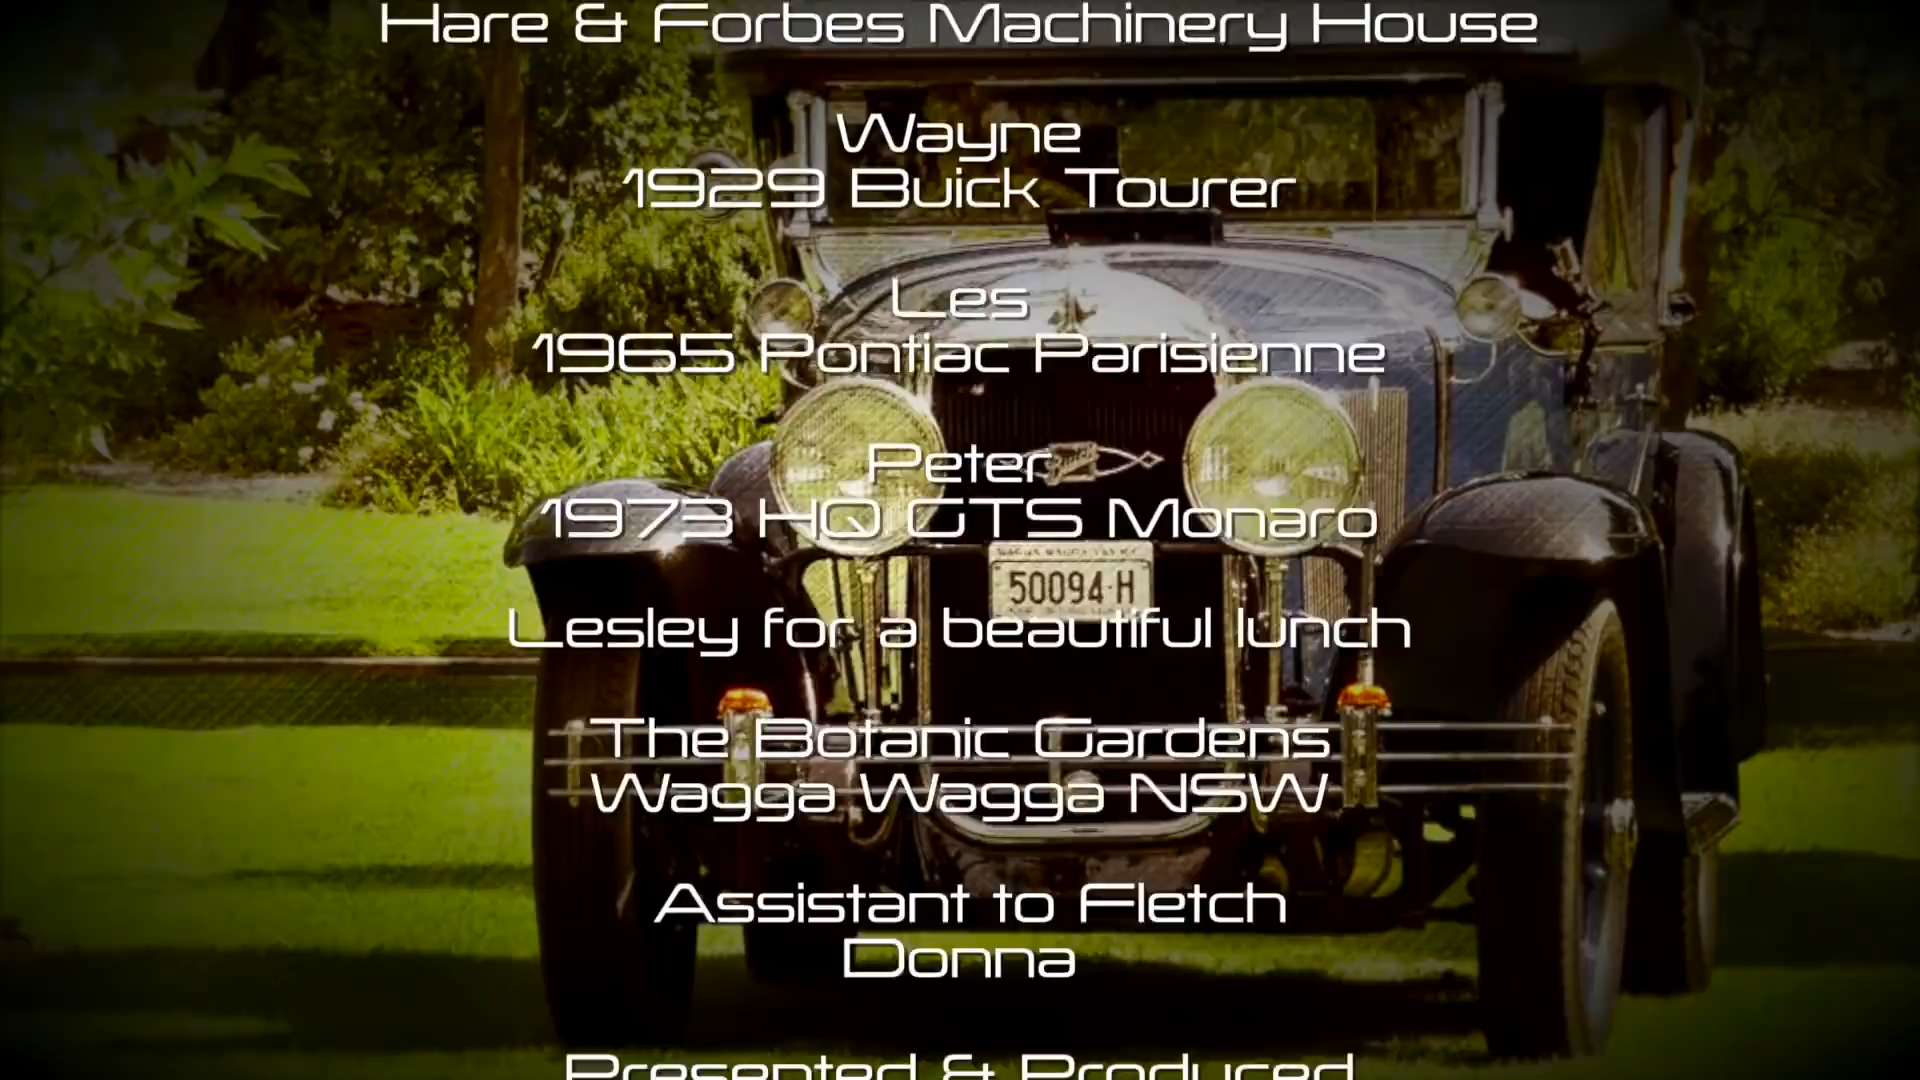 Hare & Forbes Machinery House
Wayne
1929 Buick Tourer
Les
1965 Pontiac Parisienne
Peter
Buick
1973 HQ GTS Monaro
50094·H
Lesley for a beautiful lunch
The Botanic Gardens
Wagga Wagga NSW
Assistant to Fletch
Donna
Presented & Produced